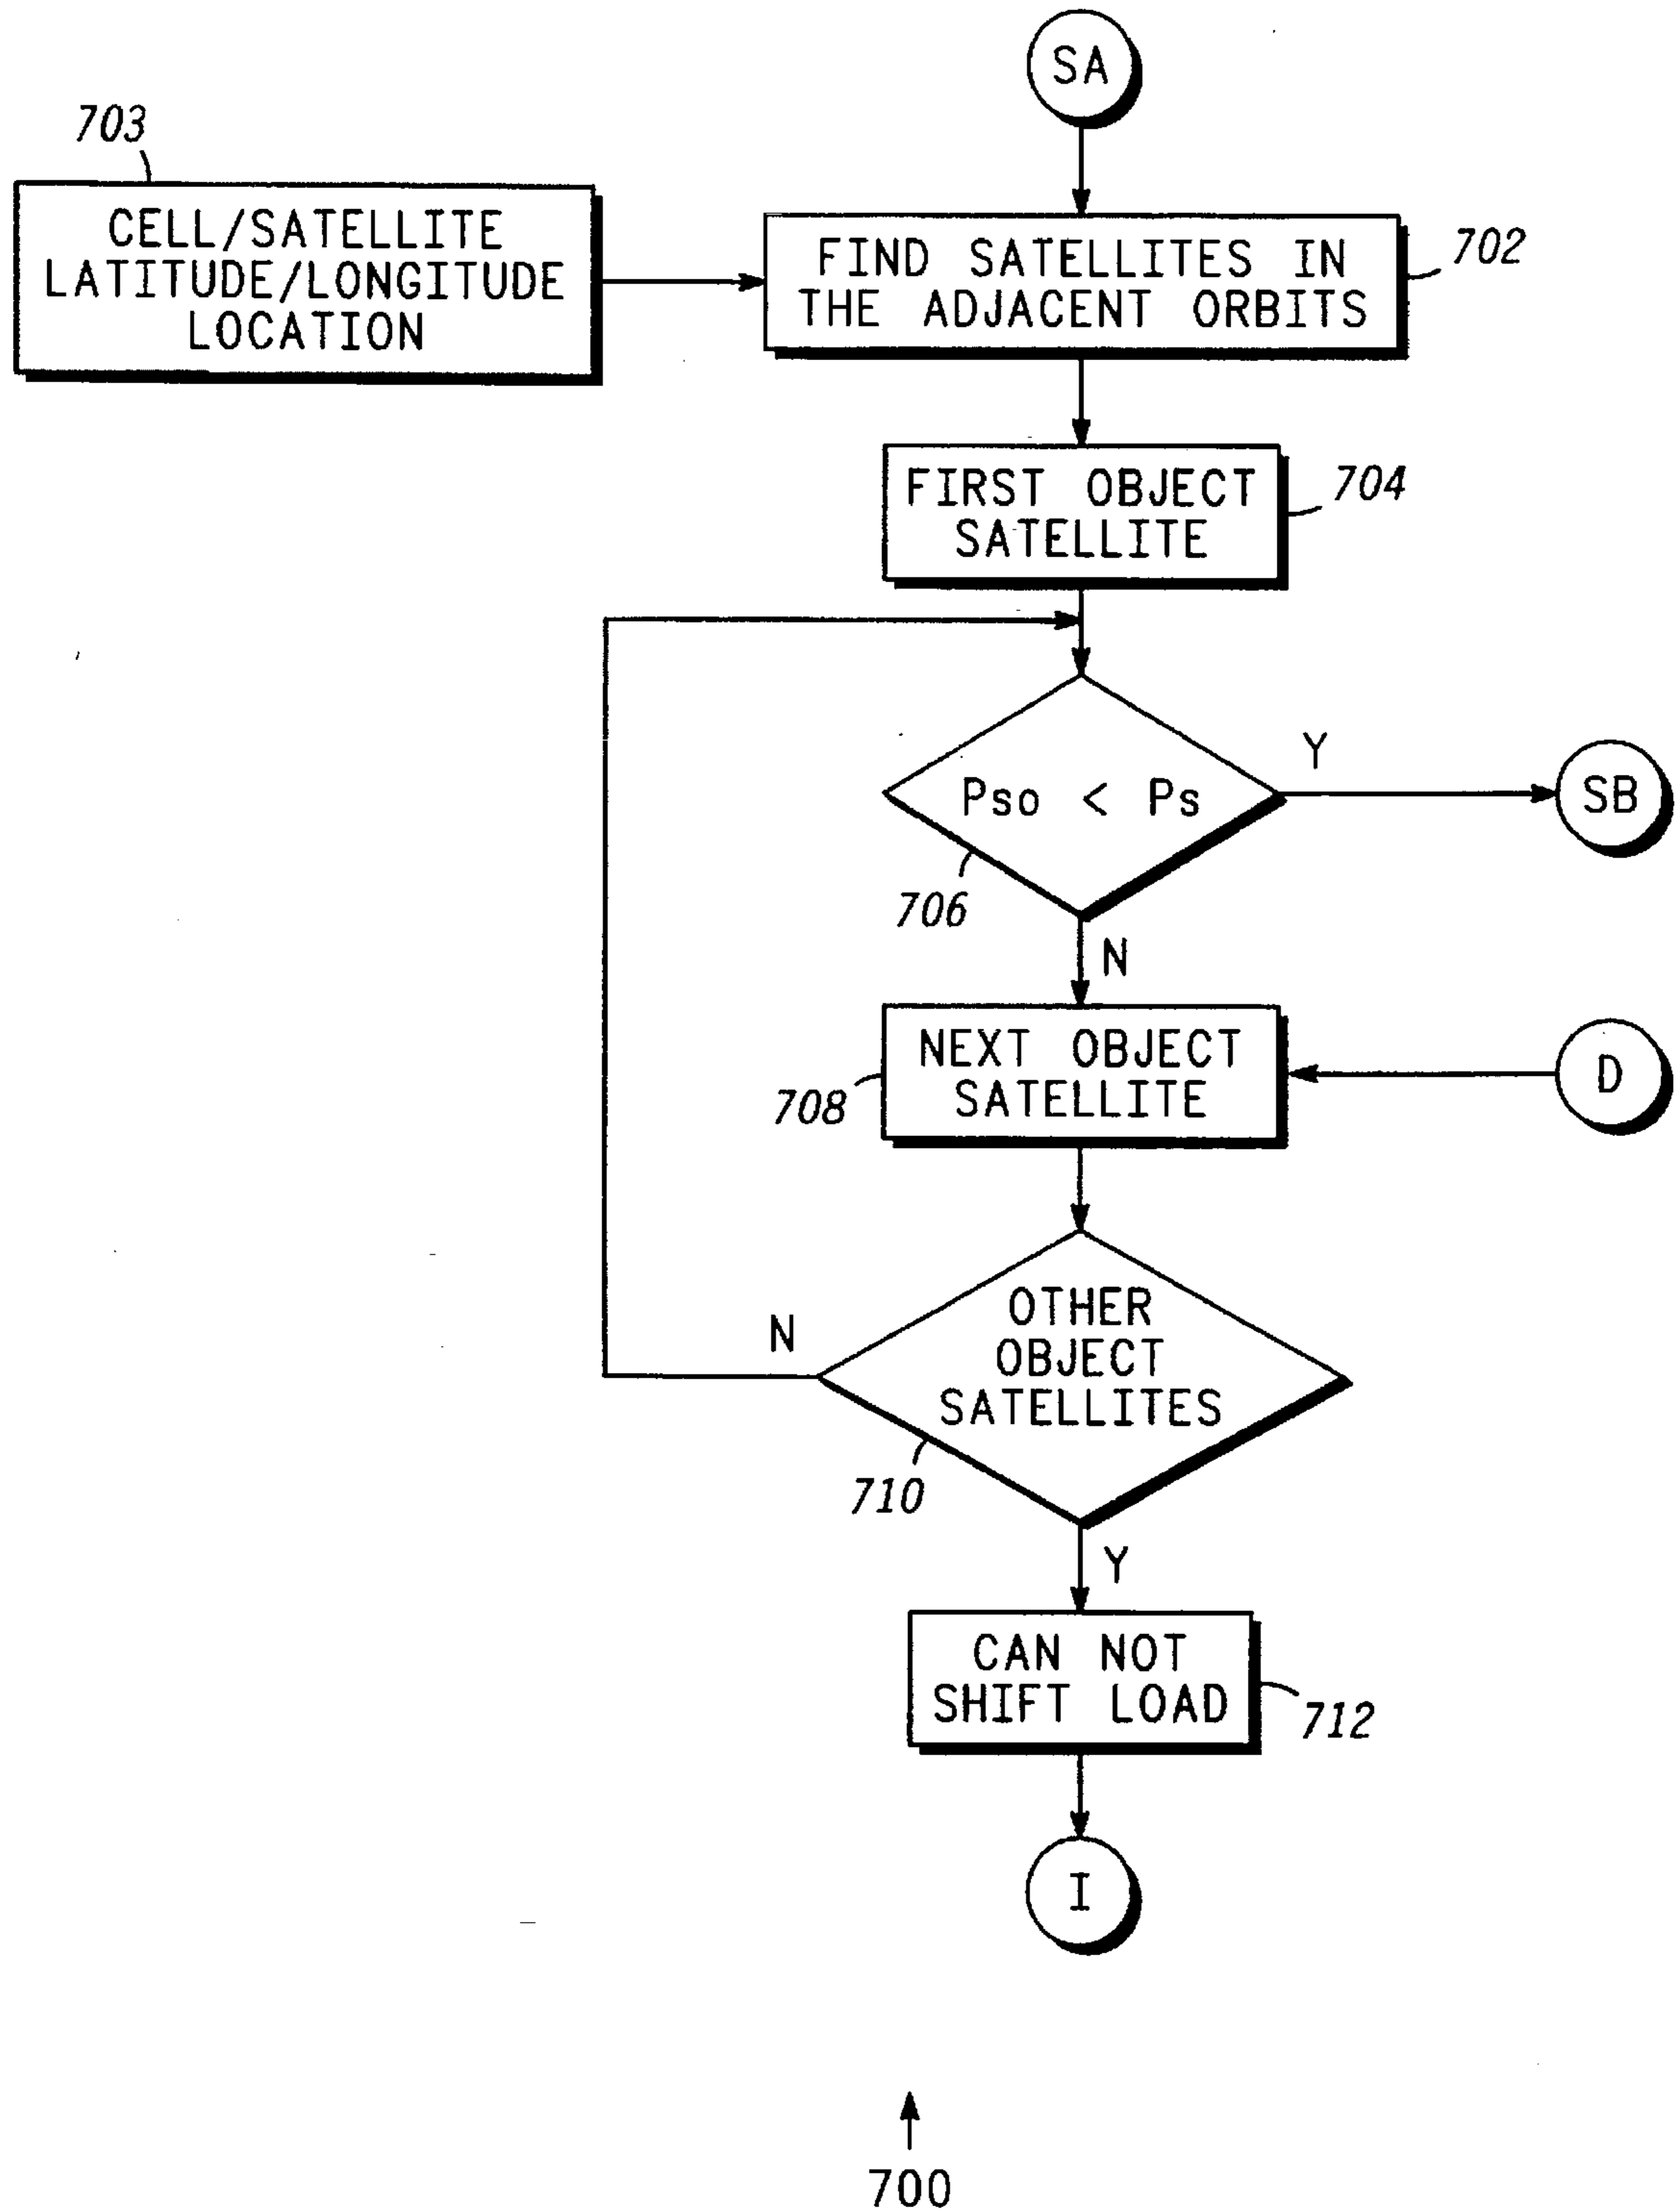 SA
703
CELL/SATELLITE
LATITUDE/LONGITUDE
LOCATION
FIND SATELLITES IN
THE ADJACENT ORBITS
702
FIRST OBJECT
SATELLITE
704
Pso < Ps
Y
SB
706
N
NEXT OBJECT
SATELLITE
708
D
OTHER
OBJECT
SATELLITES
N
710
Y
CAN NOT
SHIFT LOAD
712
I
700